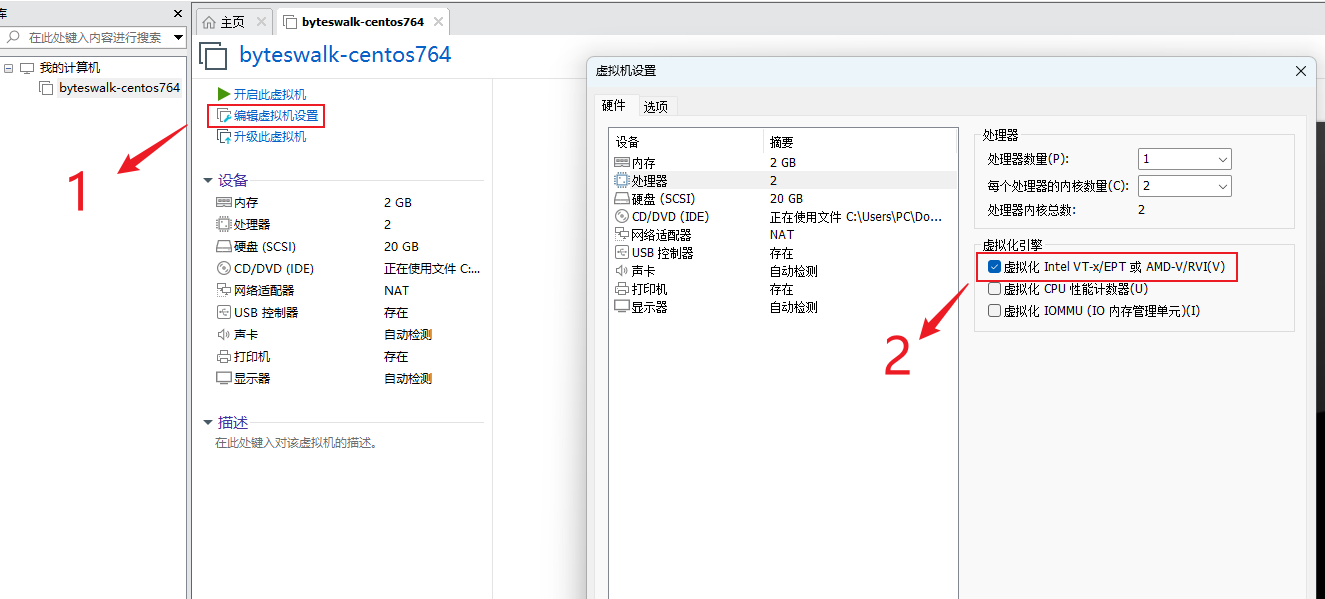 库
在此处键入内容进行搜索
我的计算机
byteswalk-centos764
主页
byteswalk-centos764
byteswalk-centos764
开启此虚拟机
编辑虚拟机设置
升级此虚拟机
1
设备
内存 2 GB
处理器 2
硬盘 (SCSI) 20 GB
CD/DVD (IDE) 正在使用文件 C:...
网络适配器 NAT
USB 控制器 存在
声卡 自动检测
打印机 存在
显示器 自动检测
描述
在此处键入对该虚拟机的描述。
虚拟机设置
硬件 选项
设备 摘要
内存 2 GB
处理器 2
硬盘 (SCSI) 20 GB
CD/DVD (IDE) 正在使用文件 C:\Users\PC\Do...
网络适配器 NAT
USB 控制器 存在
声卡 自动检测
打印机 存在
显示器 自动检测
处理器
处理器数量(P): 1
每个处理器的内核数量(C): 2
处理器内核总数: 2
虚拟化引擎
虚拟化 Intel VT-x/EPT 或 AMD-V/RVI(V)
虚拟化 CPU 性能计数器(U)
虚拟化 IOMMU (IO 内存管理单元)(I)
2